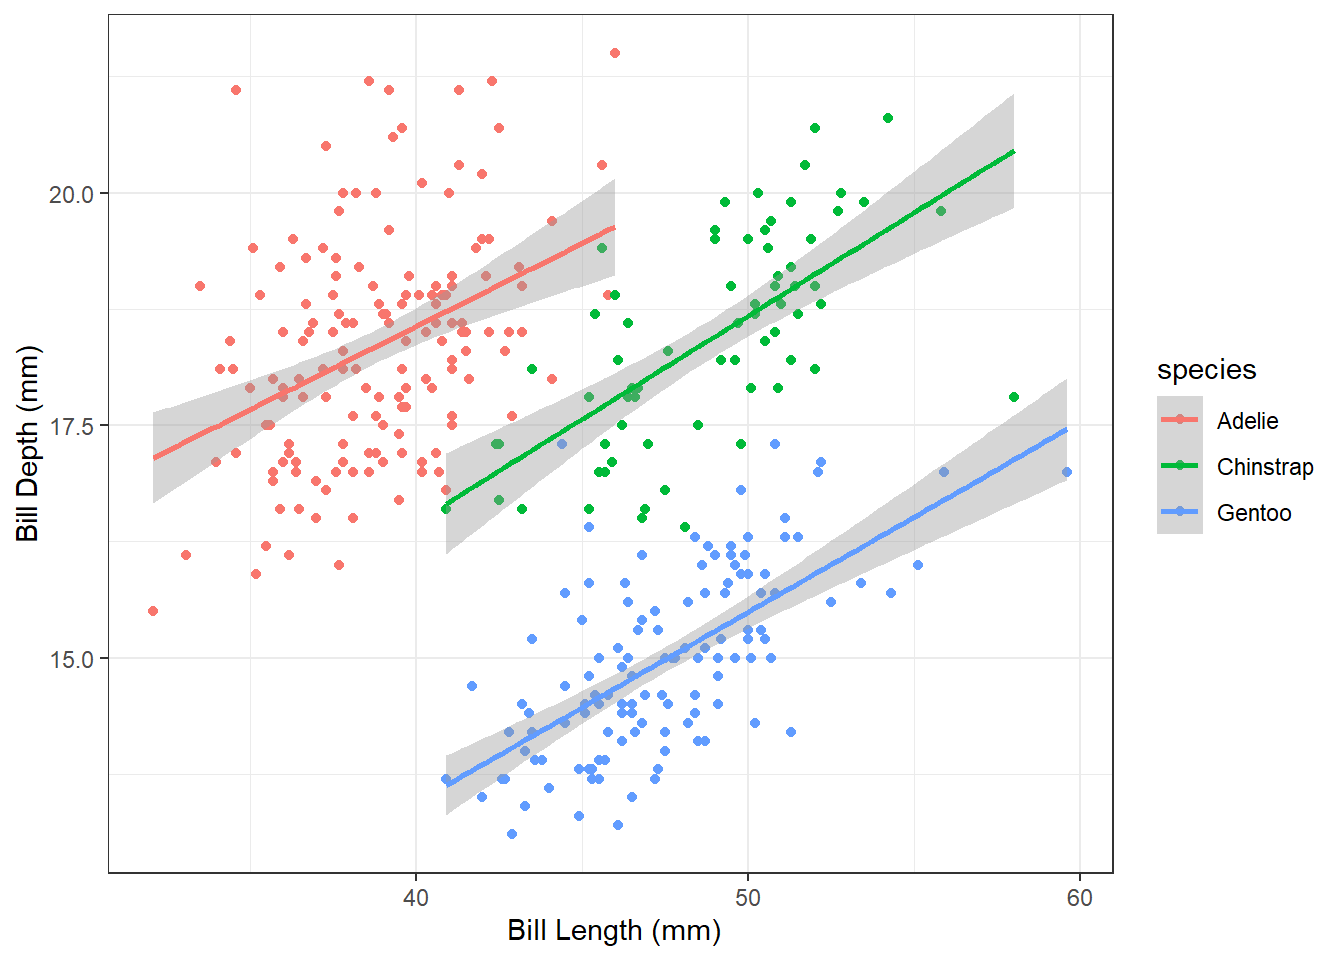 20.0
17.5
15.0
Bill Depth (mm)
40
50
60
Bill Length (mm)
species
Adelie
Chinstrap
Gentoo